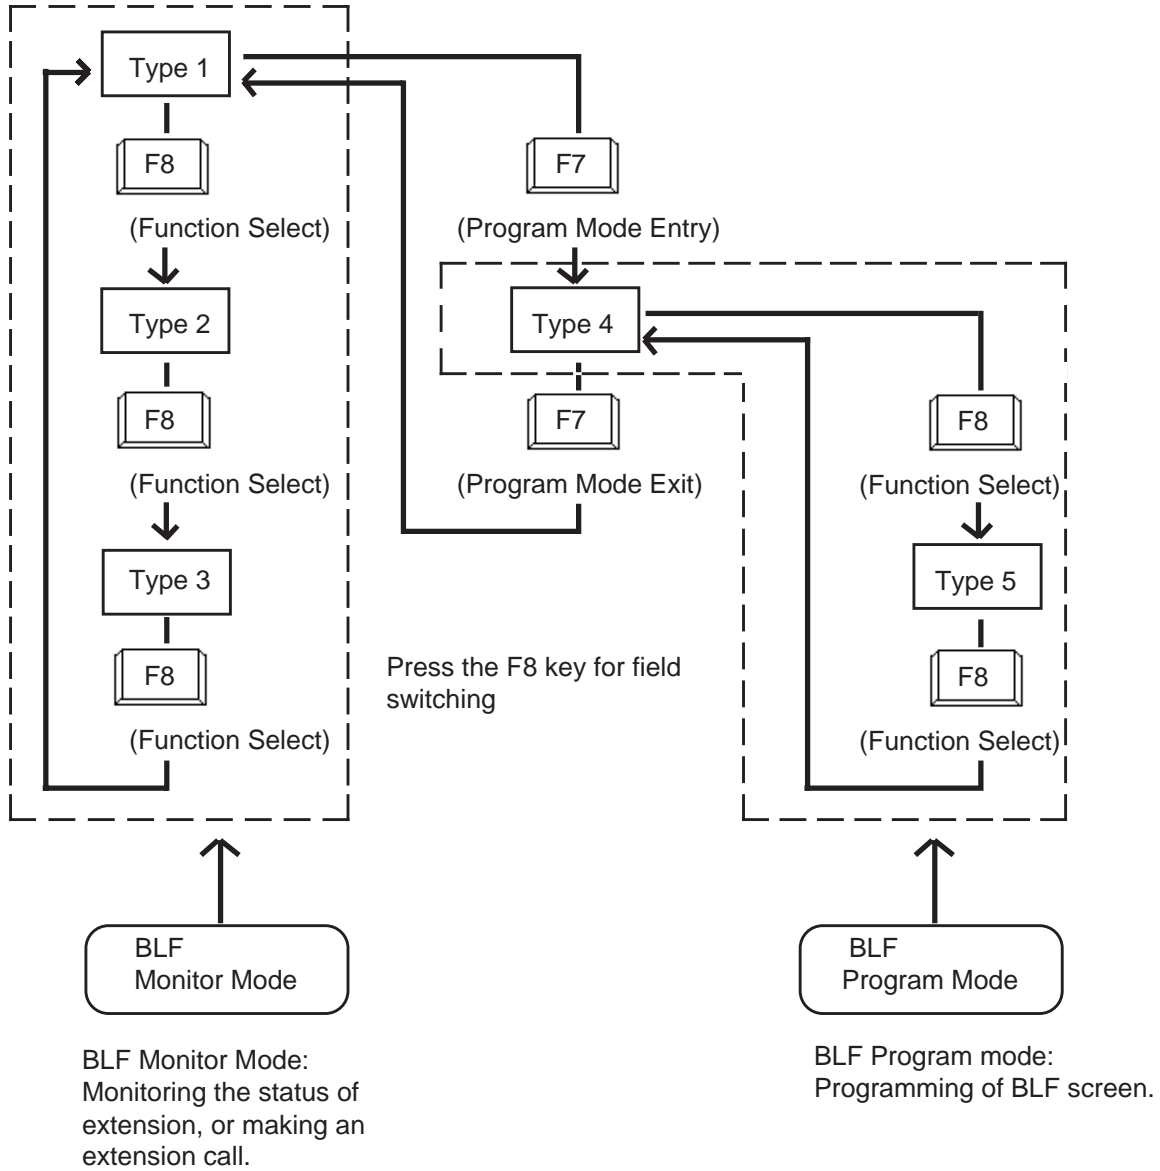 Type 1
F8
F7
(Function Select)
(Program Mode Entry)
Type 2
Type 4
F8
F7
F8
(Function Select)
(Program Mode Exit)
(Function Select)
Type 3
Type 5
F8
Press the F8 key for field
switching
F8
(Function Select)
(Function Select)
BLF
Monitor Mode
BLF
Program Mode
BLF Monitor Mode:
Monitoring the status of
extension, or making an
extension call.
BLF Program mode:
Programming of BLF screen.